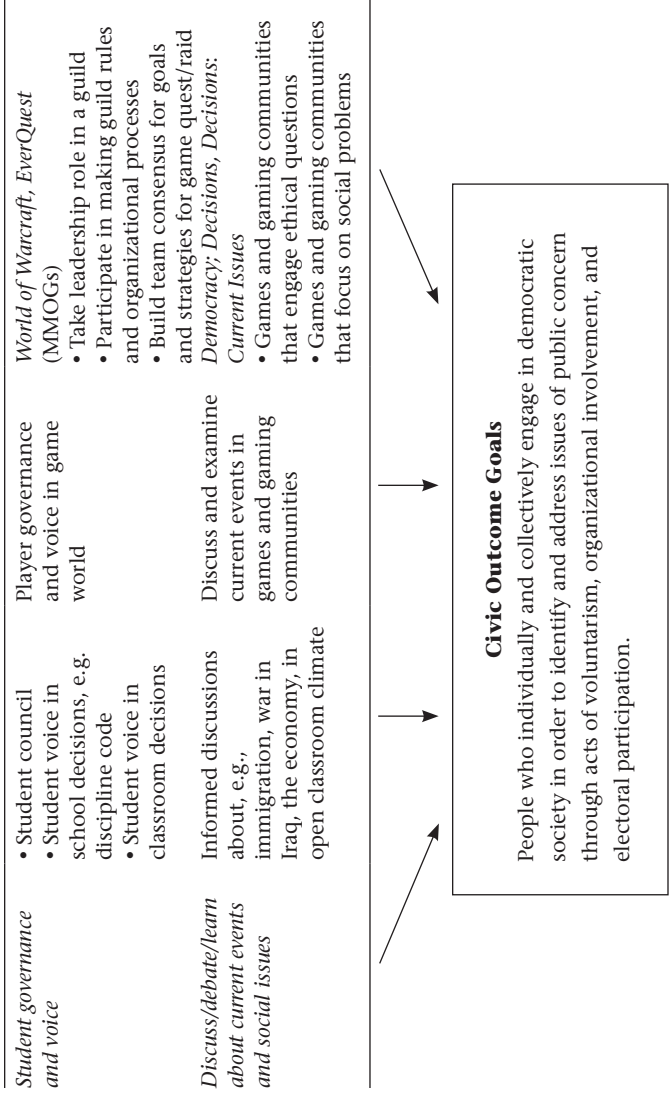 Student governance
and voice
• Student council
• Student voice in
school decisions, e.g.
discipline code
• Student voice in
classroom decisions
Player governance
and voice in game
world
World of Warcraft, EverQuest
(MMOGs)
• Take leadership role in a guild
• Participate in making guild rules
and organizational processes
• Build team consensus for goals
and strategies for game quest/raid
Discuss/debate/learn
about current events
and social issues
Informed discussions
about, e.g.,
immigration, war in
Iraq, the economy, in
open classroom climate
Discuss and examine
current events in
games and gaming
communities
Democracy; Decisions, Decisions:
Current Issues
• Games and gaming communities
that engage ethical questions
• Games and gaming communities
that focus on social problems
Civic Outcome Goals
People who individually and collectively engage in democratic
society in order to identify and address issues of public concern
through acts of voluntarism, organizational involvement, and
electoral participation.